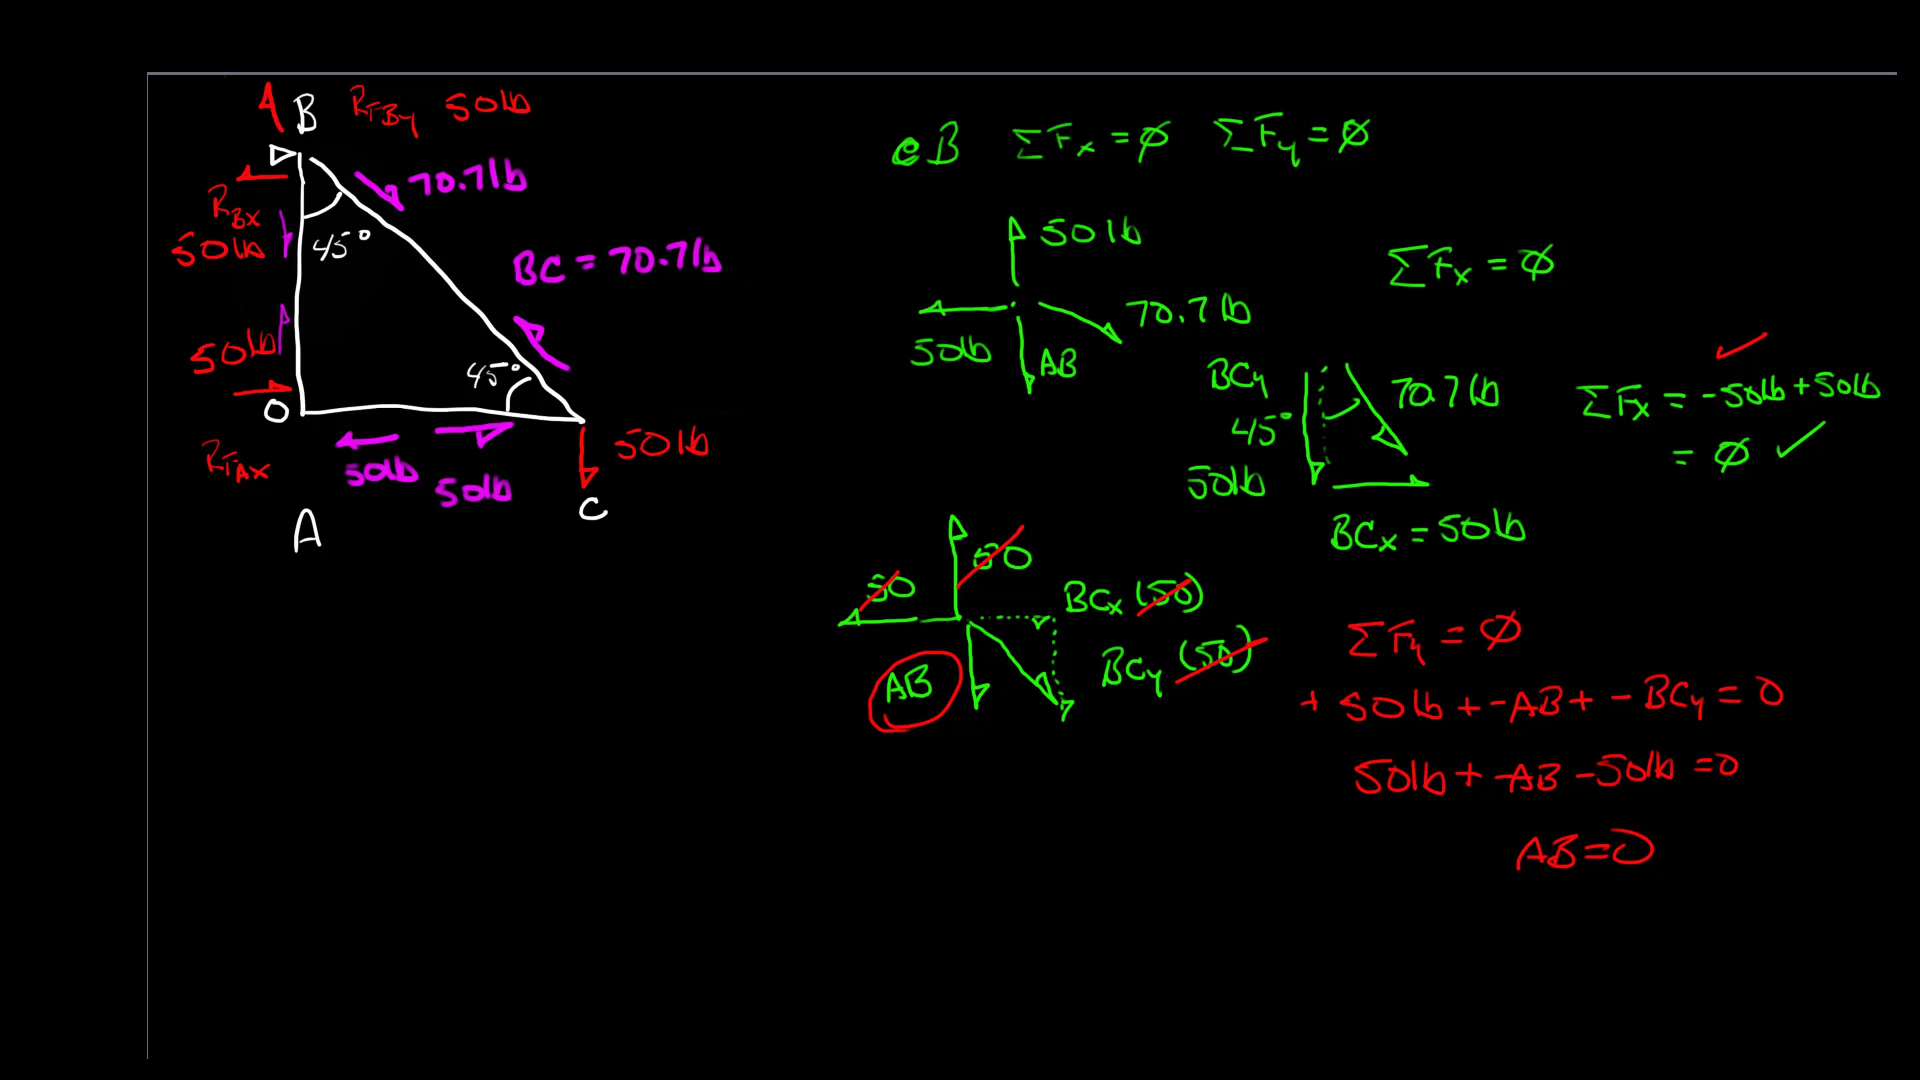 B R_TBy 50lb
70.7lb
R_Bx
50lb
45°
BC = 70.7lb
50lb
45°
R_TAx
50lb
50lb
50lb
A
C
@B ΣFx = Ø ΣFy = Ø
50lb
50lb
70.7lb
AB
ΣFx = Ø
BCy
45°
50lb
70.7lb
BCx = 50lb
ΣFx = -50lb + 50lb
= Ø ✓
50
50
BCx (50)
BCy (50)
AB
ΣFy = Ø
+ 50lb + -AB + - BCy = 0
50lb + -AB - 50lb = 0
AB = 0